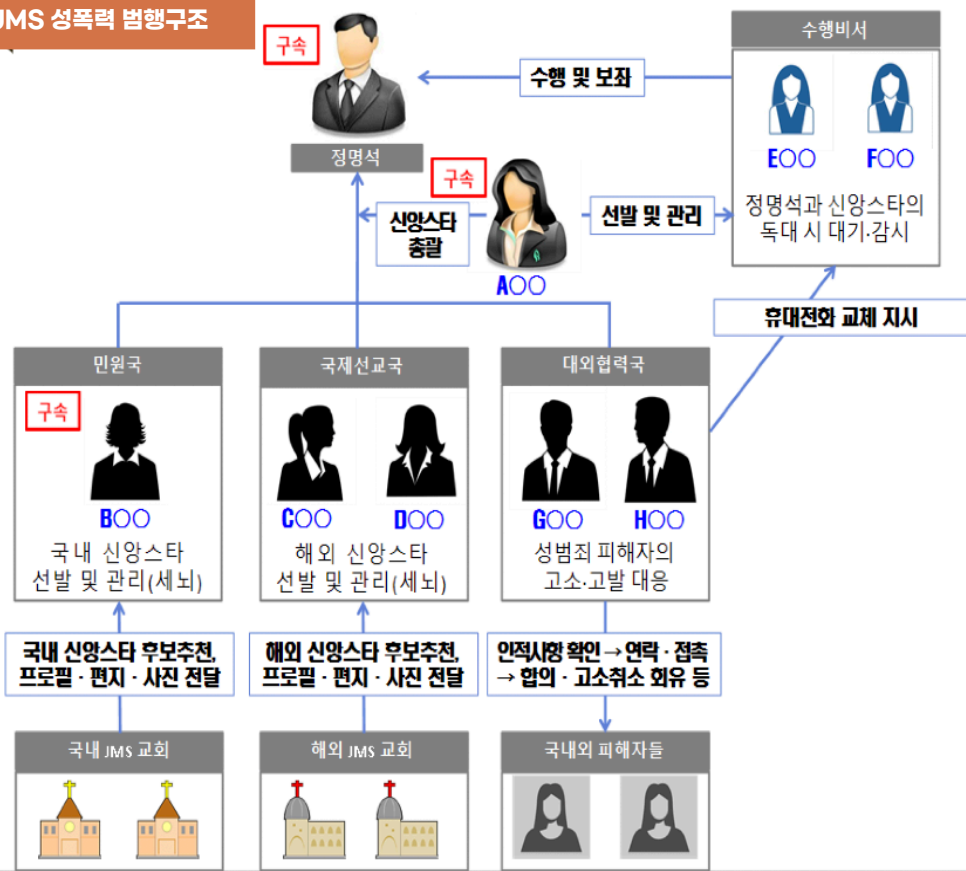 JMS 성폭력 범행구조
구속
정명석
수행 및 보좌
수행비서
E○○
F○○
정명석과 신앙스타의
독대 시 대기·감시
구속
신앙스타
총괄
A○○
선발 및 관리
휴대전화 교체 지시
민원국
구속
B○○
국내 신앙스타
선발 및 관리(세뇌)
국제선교국
C○○
D○○
해외 신앙스타
선발 및 관리(세뇌)
대외협력국
G○○
H○○
성범죄 피해자의
고소·고발 대응
국내 신앙스타 후보추천,
프로필·편지·사진 전달
해외 신앙스타 후보추천,
프로필·편지·사진 전달
인적사항 확인→연락·접촉
→ 합의·고소취소 회유 등
국내 JMS 교회
해외 JMS 교회
국내외 피해자들